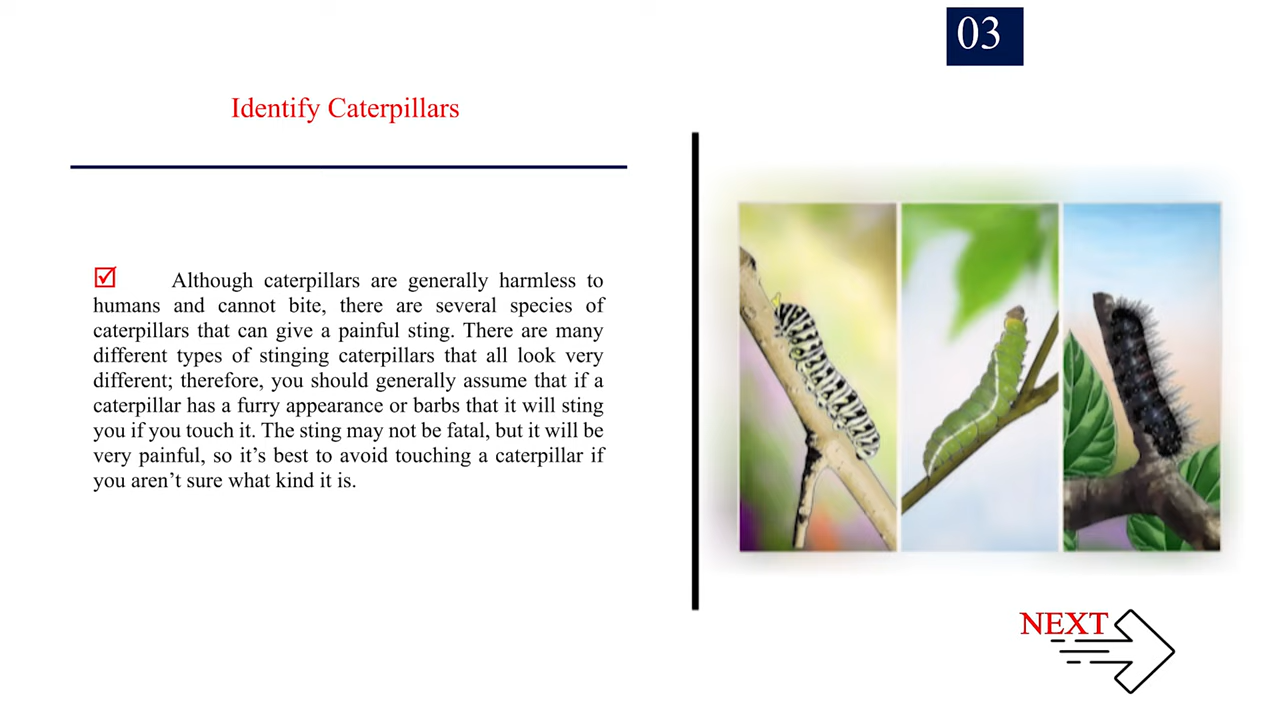 03
Identify Caterpillars
☑ Although caterpillars are generally harmless to
humans and cannot bite, there are several species of
caterpillars that can give a painful sting. There are many
different types of stinging caterpillars that all look very
different; therefore, you should generally assume that if a
caterpillar has a furry appearance or barbs that it will sting
you if you touch it. The sting may not be fatal, but it will be
very painful, so it’s best to avoid touching a caterpillar if
you aren’t sure what kind it is.
NEXT